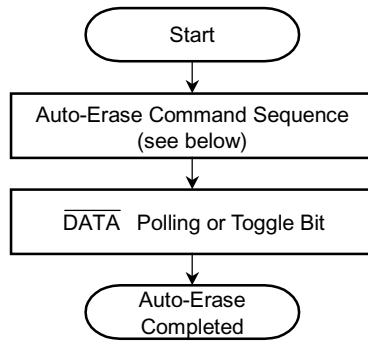 Start
Auto-Erase Command Sequence
(see below)
DATA Polling or Toggle Bit
Auto-Erase
Completed